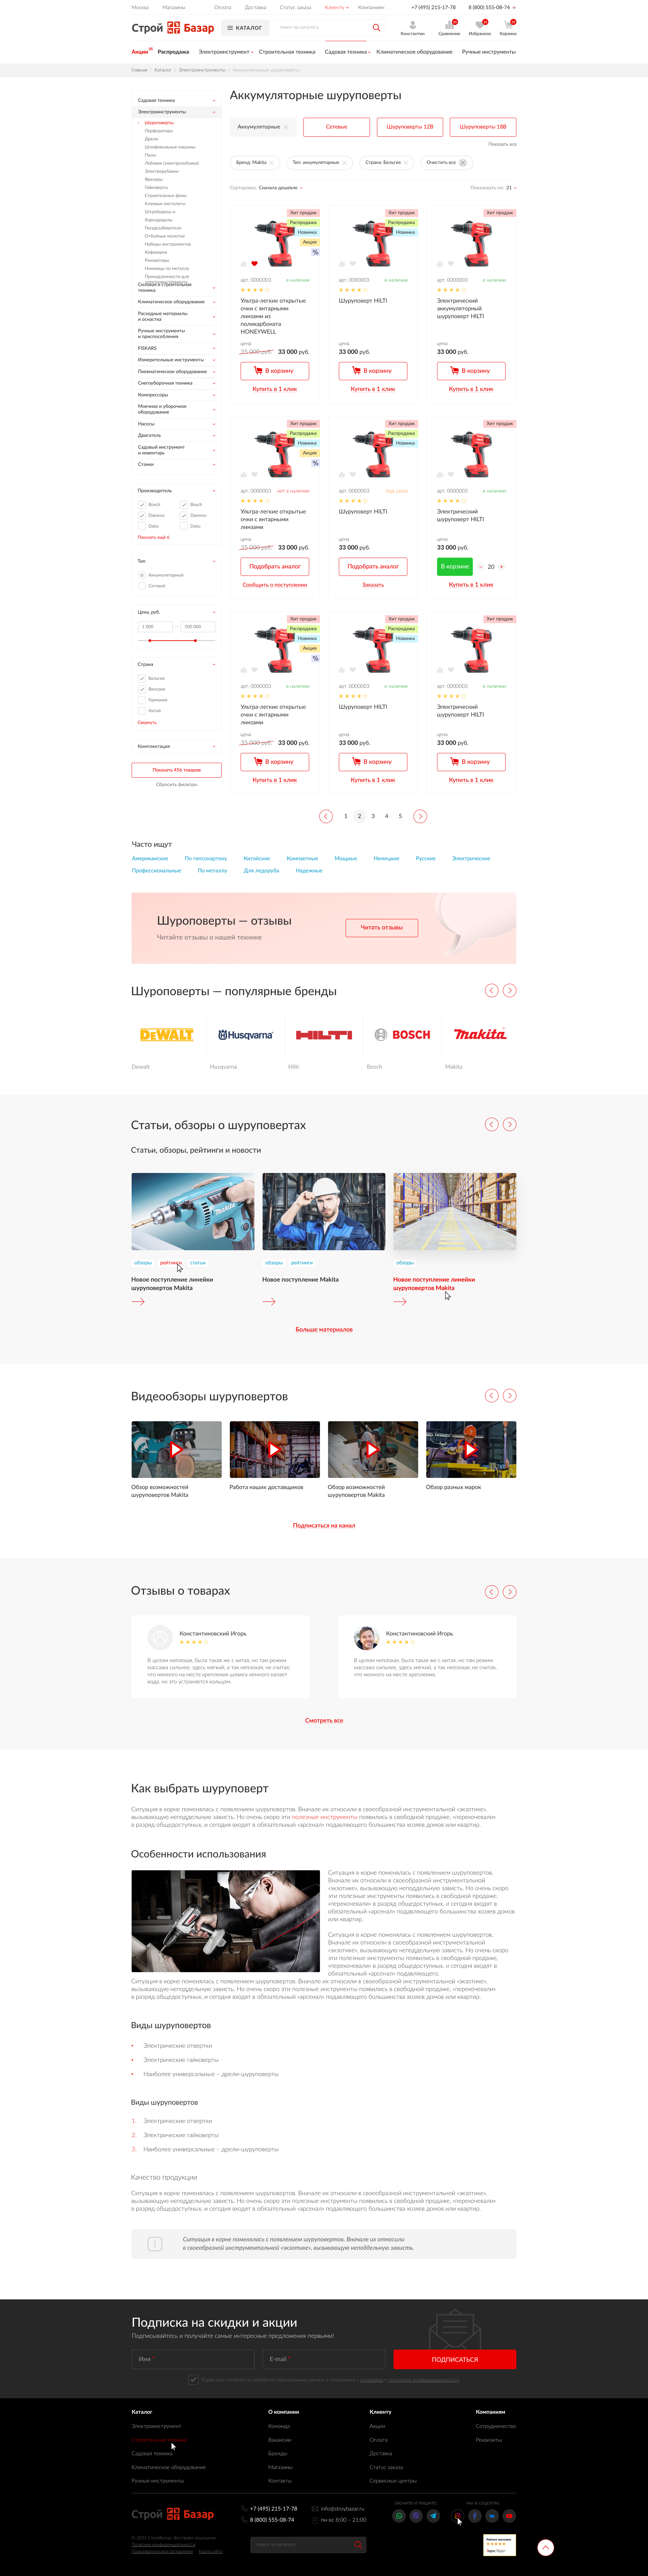 Москва Магазины Оплата Доставка Статус заказа Клиенту Компаниям +7 (495) 215-17-78 8 (800) 555-08-74
Строй Базар КАТАЛОГ Константин Сравнение Избранное Корзина
Акции Распродажа Электроинструмент Строительная техника Садовая техника Климатическое оборудование Ручные инструменты
Главная / Каталог / Электроинструменты / Аккумуляторные шуруповерты
Аккумуляторные шуруповерты
Аккумуляторные Сетевые Шуруповерты 12В Шуруповерты 18В
Показать все
Бренд: Makita Тип: аккумуляторные Страна: Бельгия Очистить все
Сортировка: Сначала дешевле Показывать по: 21
Садовая техника
Электроинструменты
Шуруповерты
Перфораторы
Дрели
Шлифовальные машины
Пилы
Лобзики (электролобзики)
Электрорубанки
Фрезеры
Гайковерты
Строительные фены
Клеевые пистолеты
Штроборезы и
бороздоделы
Гвоздезабиватели
Отбойные молотки
Наборы инструментов
Кофеварки
Реноваторы
Ножницы по металлу
Принадлежности для
Силовая и строительная
техника
Климатическое оборудование
Расходные материалы
и оснастка
Ручные инструменты
и приспособления
FISKARS
Измерительные инструменты
Пневматическое оборудование
Снегоуборочная техника
Компрессоры
Моечное и уборочное
оборудование
Насосы
Двигатель
Садовый инструмент
и инвентарь
Станки
Производитель
Bosch Bosch
Daewoo Daewoo
Deko Deko
Показать ещё 6
Тип
Аккумуляторный
Сетевой
Цена, руб.
1 000 — 500 000
Страна
Бельгия
Венгрия
Германия
Китай
Свернуть
Комплектация
Показать 456 товаров
Сбросить фильтры
Хит продаж
Распродажа
Новинка
Акция
%
арт. 0000003 в наличии
Ультра-легкие открытые
очки с янтарными
линзами из
поликарбоната
HONEYWELL
цена
35 000 руб. 33 000 руб.
В корзину
Купить в 1 клик
Хит продаж
Распродажа
Новинка
арт. 0000003 в наличии
Шуруповерт HILTI
цена
33 000 руб.
В корзину
Купить в 1 клик
Хит продаж
арт. 0000003 в наличии
Электрический
аккумуляторный
шуруповерт HILTI
цена
33 000 руб.
В корзину
Купить в 1 клик
Хит продаж
Распродажа
Новинка
Акция
%
арт. 0000003 нет в наличии
Ультра-легкие открытые
очки с янтарными
линзами
цена
35 000 руб. 33 000 руб.
Подобрать аналог
Сообщить о поступлении
Хит продаж
Распродажа
Новинка
арт. 0000003 под заказ
Шуруповерт HILTI
цена
33 000 руб.
Подобрать аналог
Заказать
Хит продаж
арт. 0000003 в наличии
Электрический
шуруповерт HILTI
цена
33 000 руб.
В корзине - 20 +
Купить в 1 клик
Хит продаж
Распродажа
Новинка
Акция
%
арт. 0000003 в наличии
Ультра-легкие открытые
очки с янтарными
линзами
цена
35 000 руб. 33 000 руб.
В корзину
Купить в 1 клик
Хит продаж
Распродажа
Новинка
арт. 0000003 в наличии
Шуруповерт HILTI
цена
33 000 руб.
В корзину
Купить в 1 клик
Хит продаж
арт. 0000003 в наличии
Электрический
шуруповерт HILTI
цена
33 000 руб.
В корзину
Купить в 1 клик
1 2 3 4 5
Часто ищут
Американские По гипсокартону Китайские Компактные Мощные Немецкие Русские Электрические
Профессиональные По металлу Для ледоруба Надежные
Шуроповерты — отзывы
Читайте отзывы о нашей технике
Читать отзывы
Шуроповерты — популярные бренды
DEWALT Husqvarna HILTI BOSCH makita
Dewalt Husqvarna Hilti Bosch Makita
Статьи, обзоры о шуруповертах
Статьи, обзоры, рейтинги и новости
обзоры рейтинги статьи
Новое поступление линейки
шуруповертов Makita
обзоры рейтинги
Новое поступление Makita
обзоры
Новое поступление линейки
шуруповертов Makita
Больше материалов
Видеообзоры шуруповертов
Обзор возможностей
шуруповертов Makita
Работа наших доставщиков
Обзор возможностей
шуруповертов Makita
Обзор разных марок
Подписаться на канал
Отзывы о товарах
Константиновский Игорь
В целом неплохой, была такая же с китая, но там режим
массажа сильнее, здесь мягкий, а так неплохая, не считая,
что немного на месте крепления шланга немного капает
вода, но это устраняется кольцом.
Константиновский Игорь
В целом неплохой, была такая же с китая, но там режим
массажа сильнее, здесь мягкий, а так неплохая, не считая,
что немного на месте крепления.
Смотреть все
Как выбрать шуруповерт
Ситуация в корне поменялась с появлением шуруповертов. Вначале их относили к своеобразной инструментальной «экзотике»,
вызывающую неподдельную зависть. Но очень скоро эти полезные инструменты появились в свободной продаже, «перекочевали»
в разряд общедоступных, и сегодня входят в обязательный «арсенал» подавляющего большинства хозяев домов или квартир.
Особенности использования
Ситуация в корне поменялась с появлением шуруповертов.
Вначале их относили к своеобразной инструментальной
«экзотике», вызывающую неподдельную зависть. Но очень скоро
эти полезные инструменты появились в свободной продаже,
«перекочевали» в разряд общедоступных, и сегодня входят в
обязательный «арсенал» подавляющего большинства хозяев домов
или квартир.
Ситуация в корне поменялась с появлением шуруповертов.
Вначале их относили к своеобразной инструментальной
«экзотике», вызывающую неподдельную зависть. Но очень скоро эти
полезные инструменты появились в свободной продаже,
«перекочевали» в разряд общедоступных, и сегодня входят в
обязательный «арсенал» подавляющего.
Ситуация в корне поменялась с появлением шуруповертов. Вначале их относили к своеобразной инструментальной «экзотике»,
вызывающую неподдельную зависть. Но очень скоро эти полезные инструменты появились в свободной продаже, «перекочевали»
в разряд общедоступных, и сегодня входят в обязательный «арсенал» подавляющего большинства хозяев домов или квартир.
Виды шуруповертов
• Электрические отвертки
• Электрические гайковерты
• Наиболее универсальные – дрели-шуруповерты
Виды шуруповертов
1. Электрические отвертки
2. Электрические гайковерты
3. Наиболее универсальные – дрели-шуруповерты
Качество продукции
Ситуация в корне поменялась с появлением шуруповертов. Вначале их относили к своеобразной инструментальной «экзотике»,
вызывающую неподдельную зависть. Но очень скоро эти полезные инструменты появились в свободной продаже, «перекочевали»
в разряд общедоступных, и сегодня входят в обязательный «арсенал» подавляющего большинства хозяев домов или квартир.
Ситуация в корне поменялась с появлением шуруповертов. Вначале их относили
к своеобразной инструментальной «экзотике», вызывающую неподдельную зависть.
Подписка на скидки и акции
Подписывайтесь и получайте самые интересные предложения первыми!
Имя E-mail ПОДПИСАТЬСЯ
Каталог О компании Клиенту Компаниям
Электроинструмент Команда Акции Сотрудничество
Вакансии Оплата Реквизиты
Садовая техника Бренды Доставка
Климатическое оборудование Магазины Статус заказа
Ручные инструменты Контакты Сервисные центры
Строй Базар
+7 (495) 215-17-78 info@stroybazar.ru
8 (800) 555-08-74 пн-вс 8:00 – 21:00
звоните и пишите: мы в соцсетях: